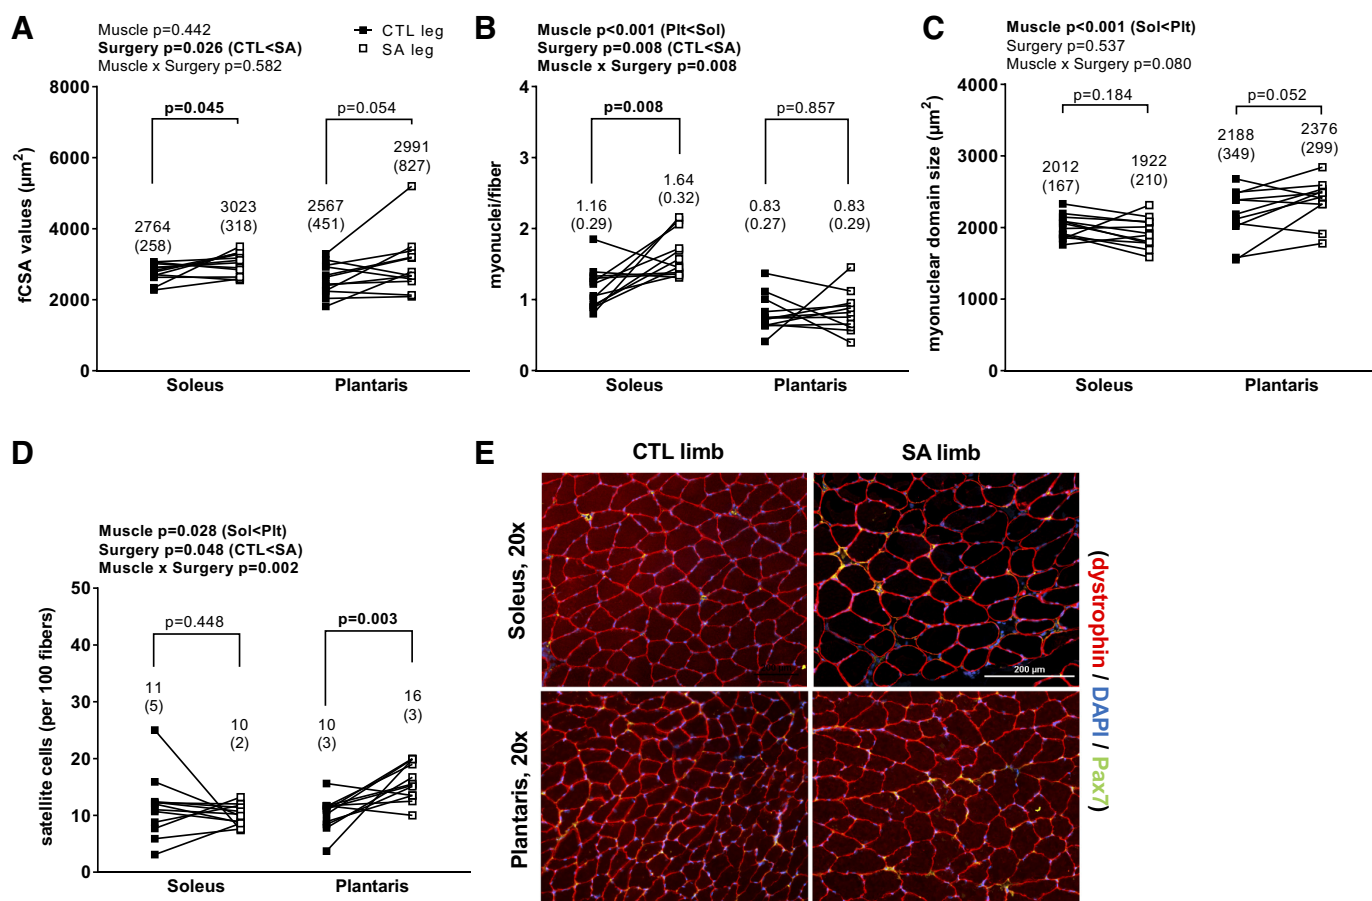 A
Muscle p=0.442
Surgery p=0.026 (CTL<SA)
Muscle x Surgery p=0.582
CTL leg
SA leg
fCSA values (µm²)
8000
6000
4000
2000
0
p=0.045
p=0.054
2764
(258)
3023
(318)
2567
(451)
2991
(827)
Soleus
Plantaris
B
Muscle p<0.001 (Plt<Sol)
Surgery p=0.008 (CTL<SA)
Muscle x Surgery p=0.008
myonuclei/fiber
4
3
2
1
0
p=0.008
p=0.857
1.16
(0.29)
1.64
(0.32)
0.83
(0.27)
0.83
(0.29)
Soleus
Plantaris
C
Muscle p<0.001 (Sol<Plt)
Surgery p=0.537
Muscle x Surgery p=0.080
myonuclear domain size (µm²)
4000
3000
2000
1000
0
p=0.184
p=0.052
2012
(167)
1922
(210)
2188
(349)
2376
(299)
Soleus
Plantaris
D
Muscle p=0.028 (Sol<Plt)
Surgery p=0.048 (CTL<SA)
Muscle x Surgery p=0.002
satellite cells (per 100 fibers)
50
40
30
20
10
0
p=0.448
p=0.003
11
(5)
10
(2)
10
(3)
16
(3)
Soleus
Plantaris
E
CTL limb
SA limb
Soleus, 20x
Plantaris, 20x
200 µm
(dystrophin / DAPI / Pax7)